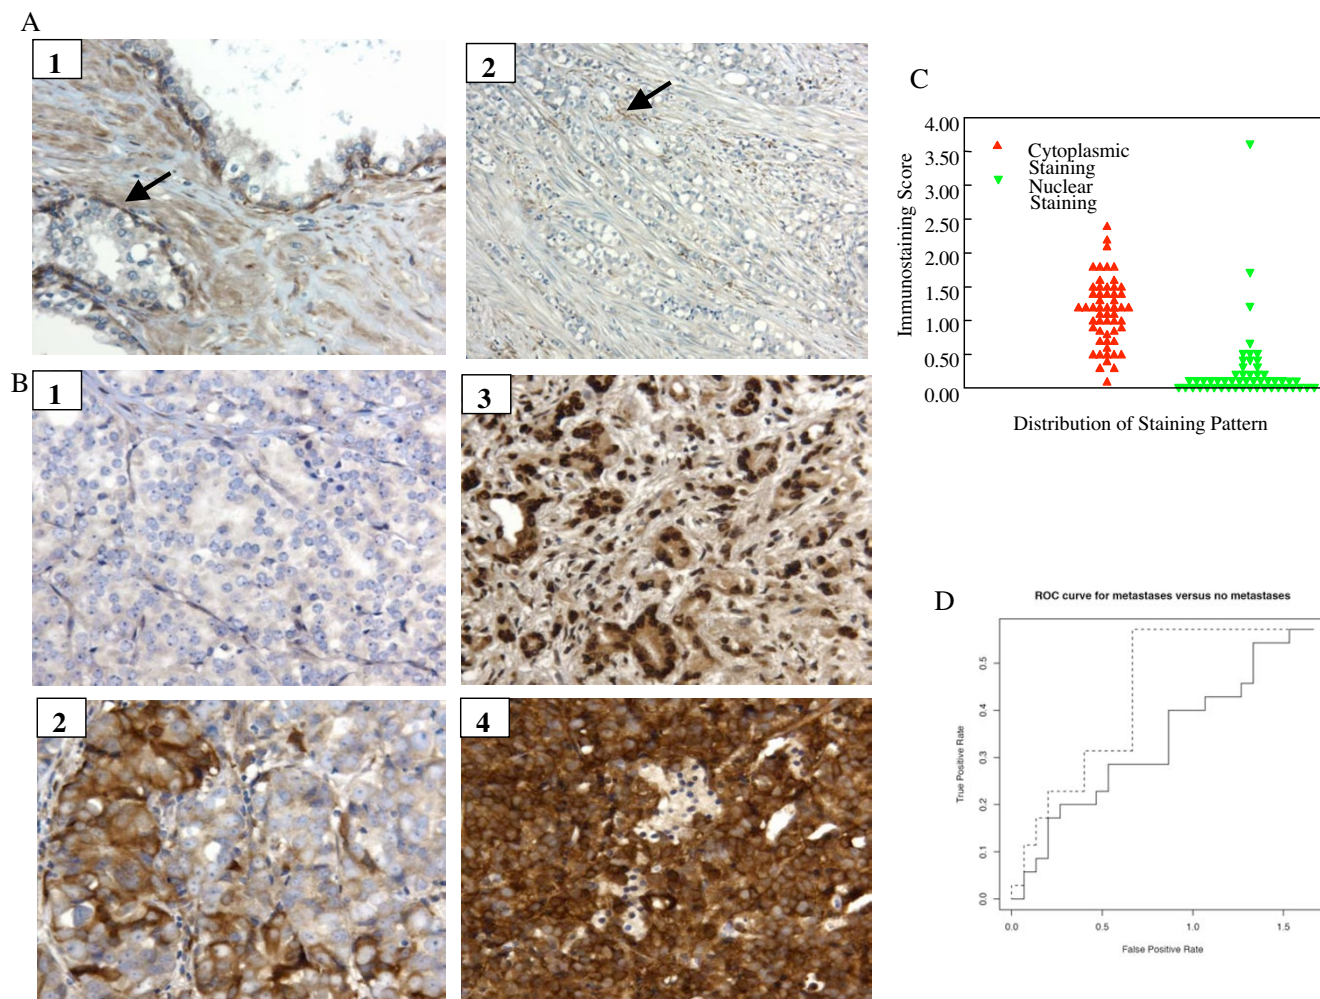 A
1
2
B
1
3
2
4
C
4.00
3.50
3.00
2.50
2.00
1.50
1.00
0.50
0.00
Immunostaining Score
Cytoplasmic
Staining
Nuclear
Staining
Distribution of Staining Pattern
D
ROC curve for metastases versus no metastases
True Positive Rate
0.5
0.4
0.3
0.2
0.1
0.0
0.0 0.5 1.0 1.5
False Positive Rate